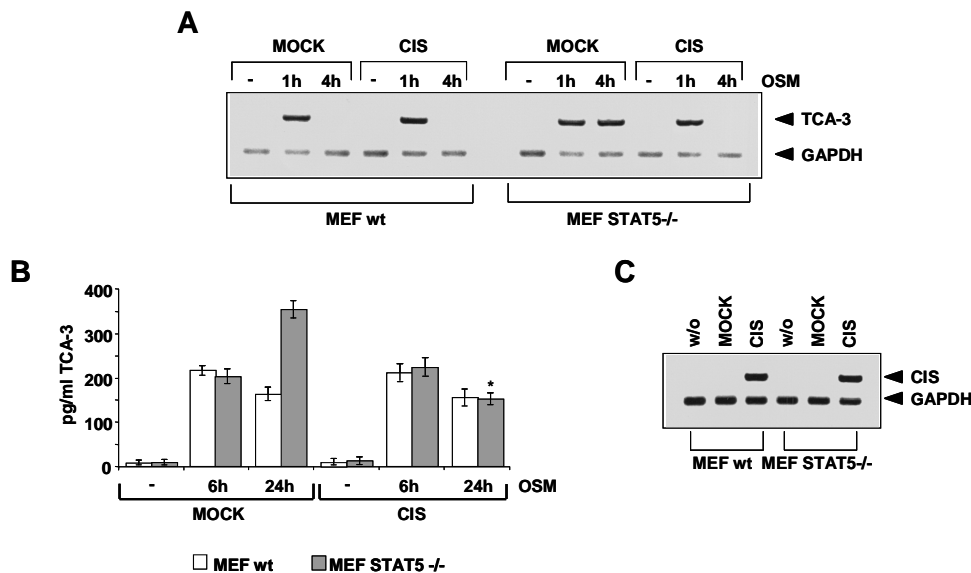 A
MOCK CIS MOCK CIS
- 1h 4h - 1h 4h - 1h 4h - 1h 4h OSM
TCA-3
GAPDH
MEF wt MEF STAT5-/-
B
pg/ml TCA-3
400
300
200
100
0
*
- 6h 24h - 6h 24h OSM
MOCK CIS
MEF wt MEF STAT5 -/-
C
w/o MOCK CIS w/o MOCK CIS
CIS
GAPDH
MEF wt MEF STAT5-/-